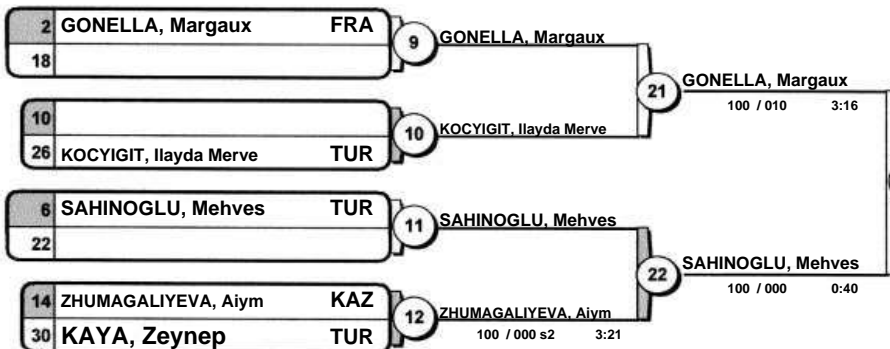 2 GONELLA, Margaux FRA
18
9 GONELLA, Margaux
10
26 KOCYIGIT, Ilayda Merve TUR
10 KOCYIGIT, Ilayda Merve
21 GONELLA, Margaux
100 / 010 3:16
6 SAHINOGLU, Mehves TUR
22
11 SAHINOGLU, Mehves
14 ZHUMAGALIYEVA, Aiym KAZ
30 KAYA, Zeynep TUR
12 ZHUMAGALIYEVA, Aiym
100 / 000 s2 3:21
22 SAHINOGLU, Mehves
100 / 000 0:40